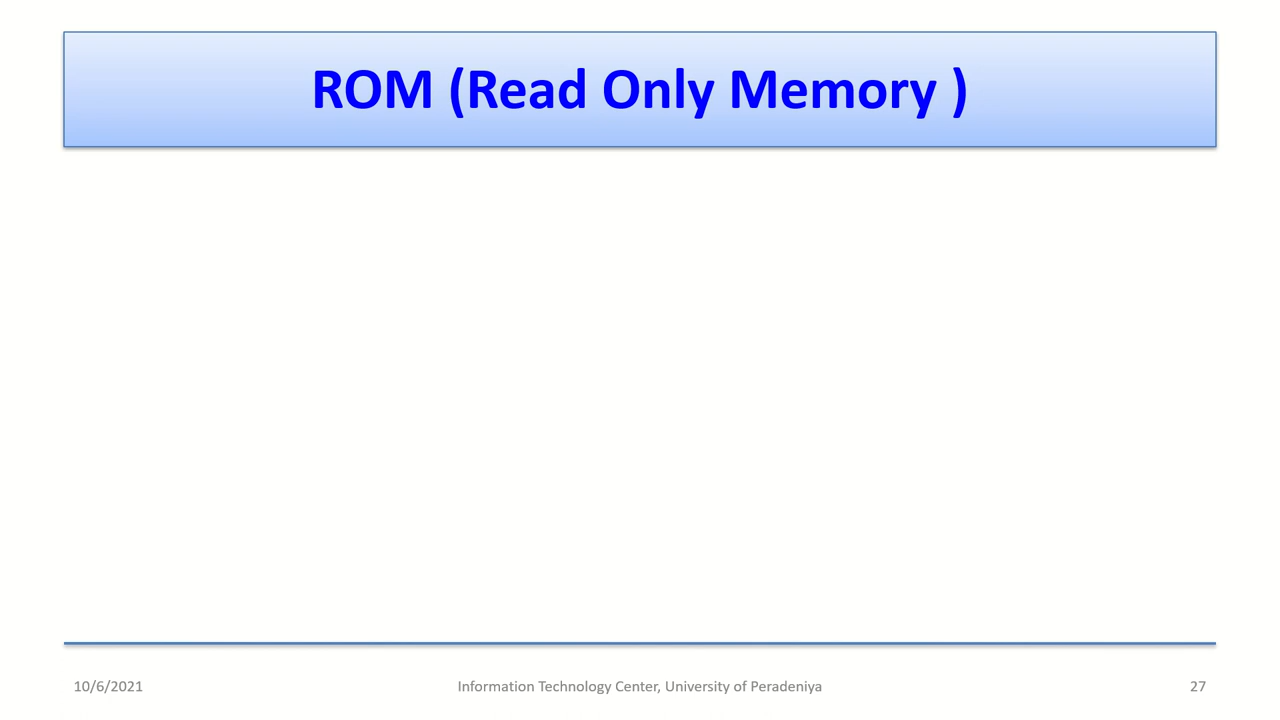 ROM (Read Only Memory )
10/6/2021
Information Technology Center, University of Peradeniya
27